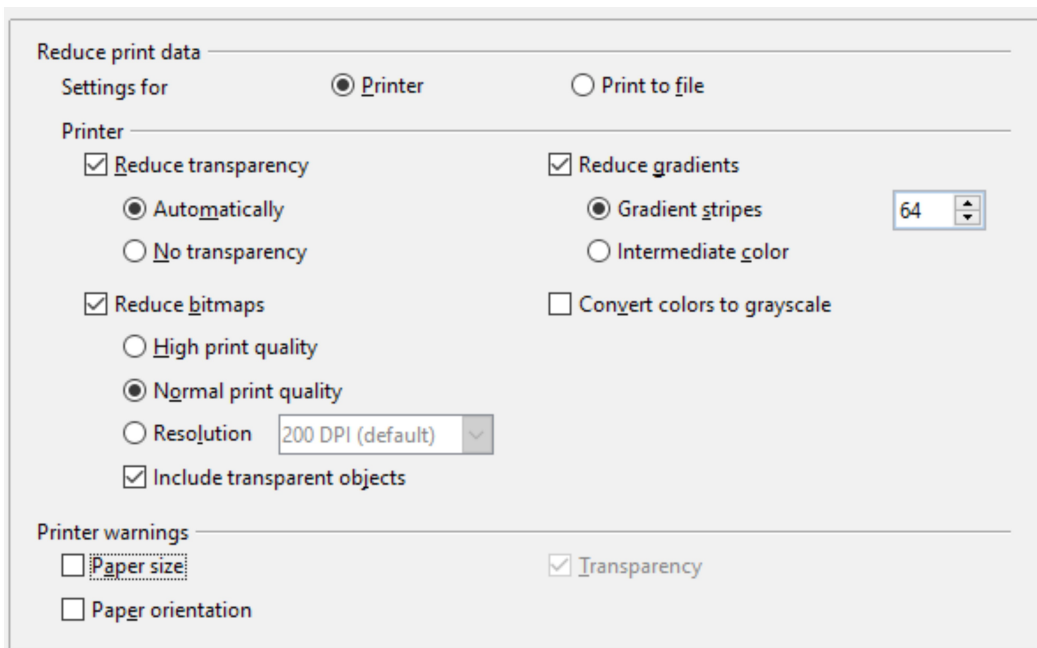 Reduce print data
Settings for Printer Print to file
Printer
Reduce transparency Reduce gradients
Automatically Gradient stripes 64
No transparency Intermediate color
Reduce bitmaps Convert colors to grayscale
High print quality
Normal print quality
Resolution 200 DPI (default)
Include transparent objects
Printer warnings
Paper size Transparency
Paper orientation